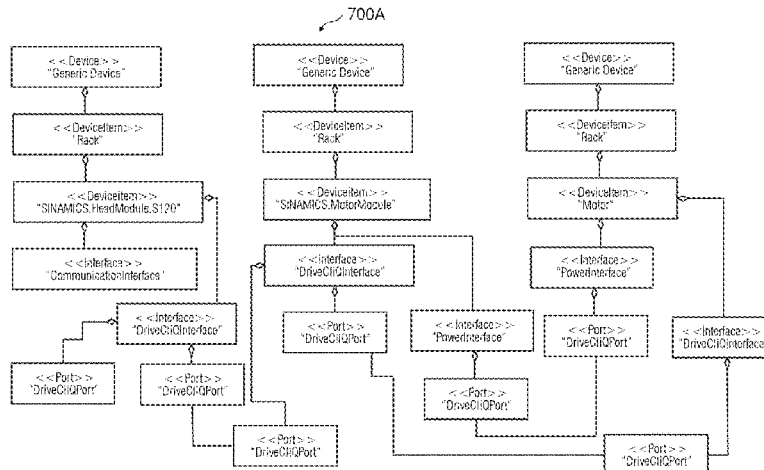 700A
< <Device> >
"Generic Device"
< <DeviceItem> >
"Rack"
< <DeviceItem> >
"SINAMICS.HeadModule.S120"
< <Interface> >
"CommunicationInterface"
< <Interface> >
"DriveCliQInterface"
< <Port> >
"DriveCliQPort"
< <Port> >
"DriveCliQPort"
< <Device> >
"Generic Device"
< <DeviceItem> >
"Rack"
< <DeviceItem> >
"SINAMICS.MotorModule"
< <Interface> >
"DriveCliQInterface"
< <Port> >
"DriveCliQPort"
< <Port> >
"DriveCliQPort"
< <Interface> >
"PowerInterface"
< <Port> >
"DriveCliQPort"
< <Device> >
"Generic Device"
< <DeviceItem> >
"Rack"
< <DeviceItem> >
"Motor"
< <Interface> >
"PowerInterface"
< <Port> >
"DriveCliQPort"
< <Interface> >
"DriveCliQInterface"
< <Port> >
"DriveCliQPort"